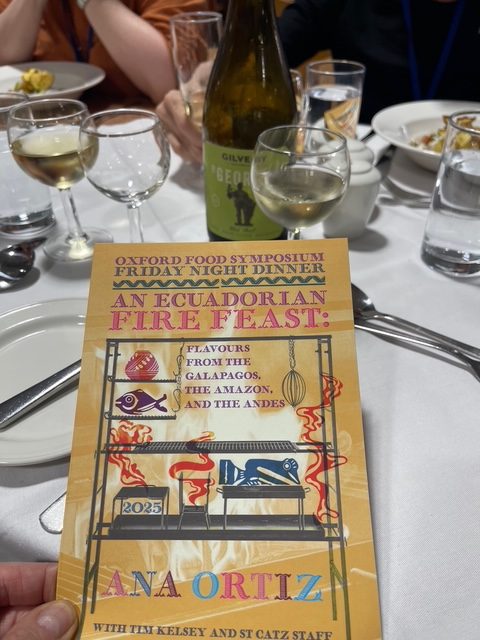 GEORGE
OXFORD FOOD SYMPOSIUM
FRIDAY NIGHT DINNER
AN ECUADORIAN
FIRE FEAST:
FLAVOURS
FROM THE
GALAPAGOS,
THE AMAZON,
AND THE ANDES
2025
ANA ORTIZ
WITH TIM KELSEY AND ST CATZ STAFF